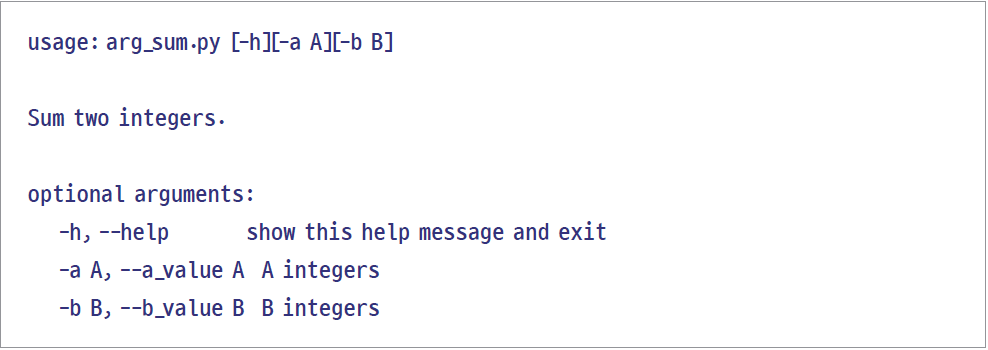 usage: arg_sum.py [-h][-a A][-b B]
Sum two integers.
optional arguments:
-h, --help show this help message and exit
-a A, --a_value A A integers
-b B, --b_value B B integers